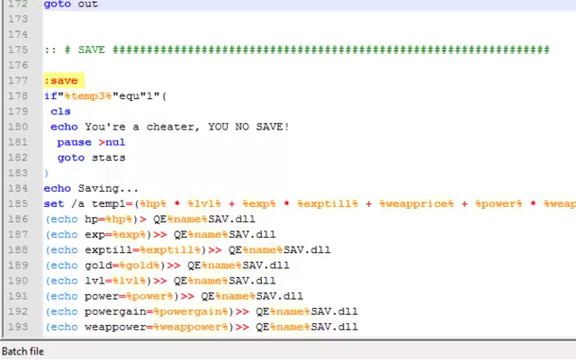 172 goto out
173
174
175 :: # SAVE #################################################################
176
177 :save
178 if"%temp3%"equ"1"(
179 cls
180 echo You're a cheater, YOU NO SAVE!
181 pause >nul
182 goto stats
183 )
184 echo Saving...
185 set /a temp1=(%hp% * %lvl% + %exp% * %exptill% + %weapprice% + %power% * %weap
186 (echo hp=%hp%)> QE%name%SAV.dll
187 (echo exp=%exp%)>> QE%name%SAV.dll
188 (echo exptill=%exptill%)>> QE%name%SAV.dll
189 (echo gold=%gold%)>> QE%name%SAV.dll
190 (echo lvl=%lvl%)>> QE%name%SAV.dll
191 (echo power=%power%)>> QE%name%SAV.dll
192 (echo powergain=%powergain%)>> QE%name%SAV.dll
193 (echo weappower=%weappower%)>> QE%name%SAV.dll
Batch file